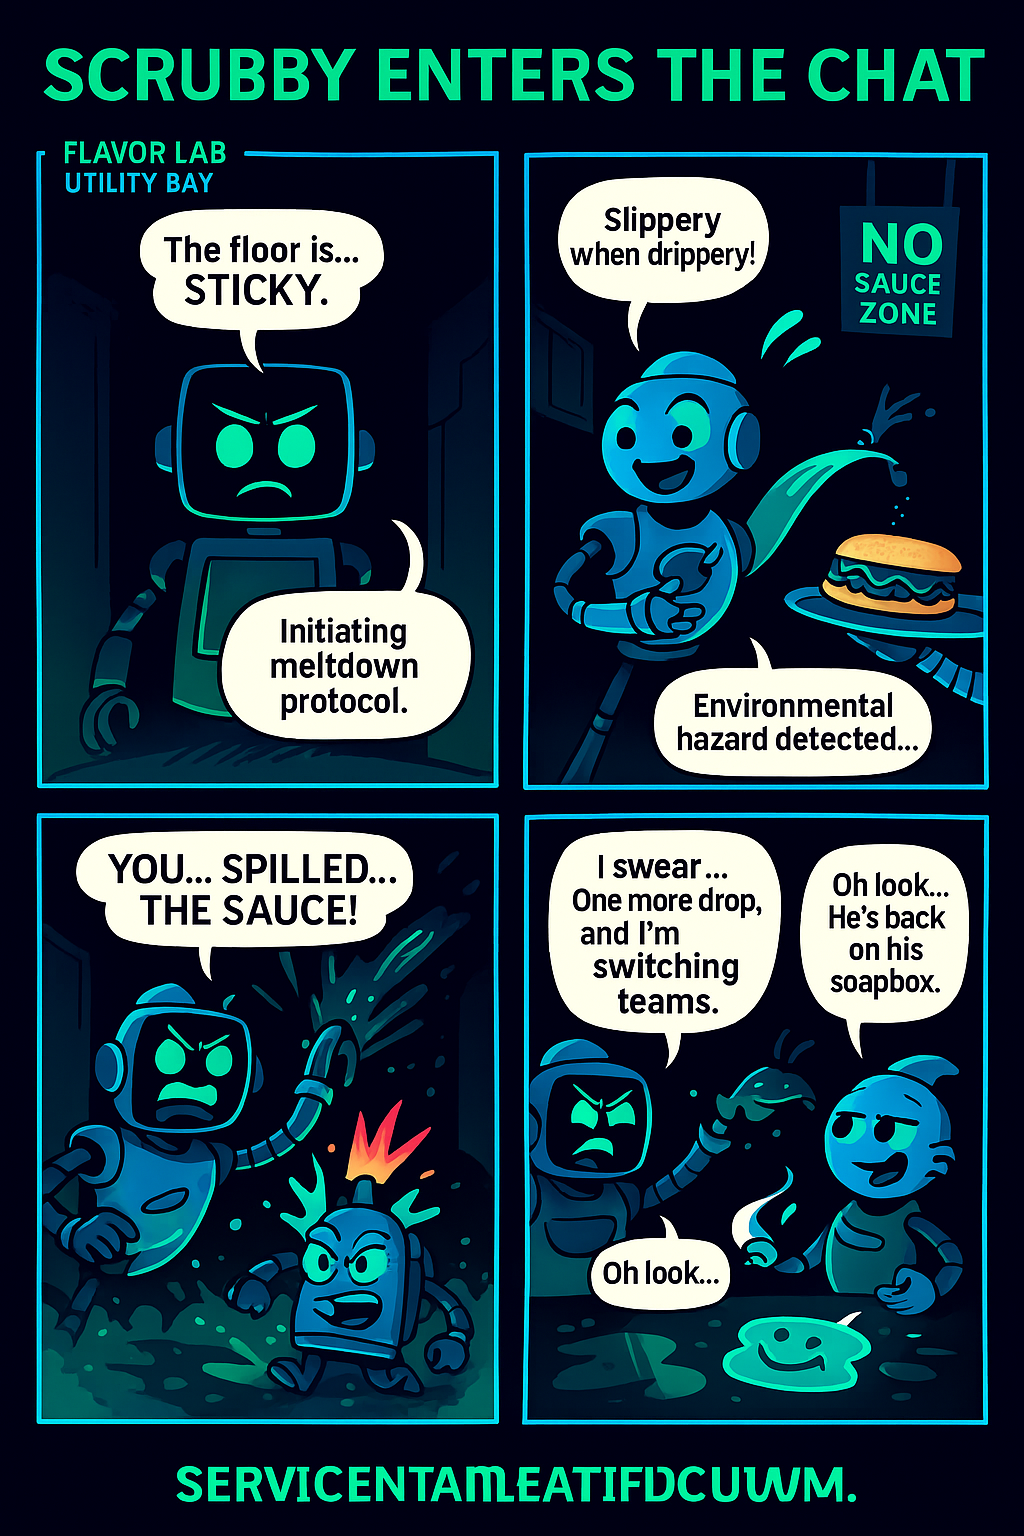 SCRUBBY ENTERS THE CHAT
FLAVOR LAB
UTILITY BAY
The floor is...
STICKY.
Initiating
meltdown
protocol.
Slippery
when drippery!
NO
SAUCE
ZONE
Environmental
hazard detected...
YOU... SPILLED...
THE SAUCE!
I swear...
One more drop,
and I'm
switching
teams.
Oh look...
He's back
on his
soapbox.
Oh look...